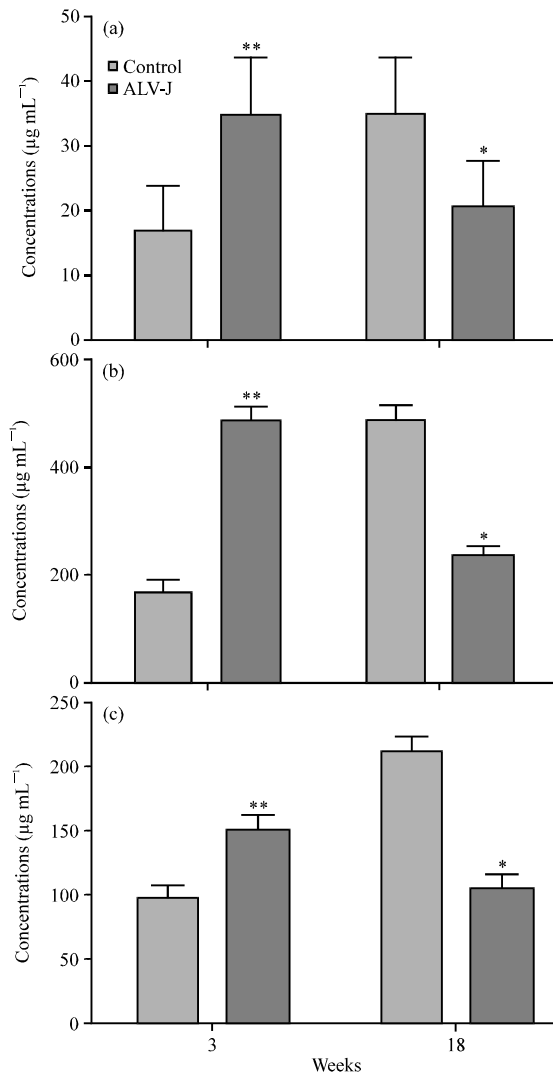 (a)
Control
ALV-J
**
*
50
40
30
20
10
0
Concentrations (µg mL⁻¹)
(b)
**
*
600
400
200
0
Concentrations (µg mL⁻¹)
(c)
**
*
250
200
150
100
50
0
Concentrations (µg mL⁻¹)
3 18
Weeks